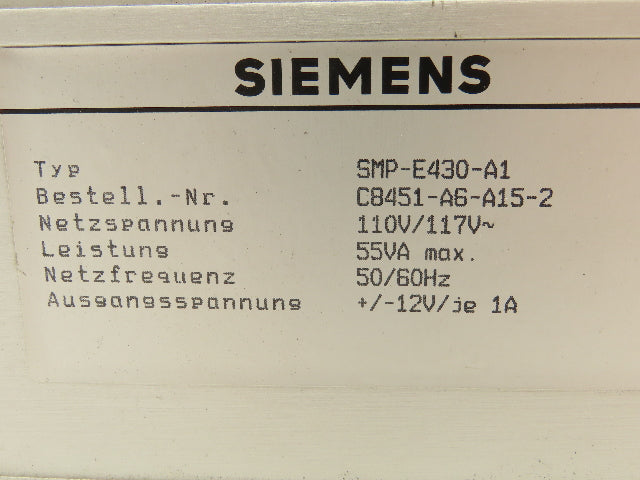 SIEMENS
Typ SMP-E430-A1
Bestell.-Nr. C8451-A6-A15-2
Netzspannung 110V/117V~
Leistung 55VA max.
Netzfrequenz 50/60Hz
Ausgangsspannung +/-12V/je 1A